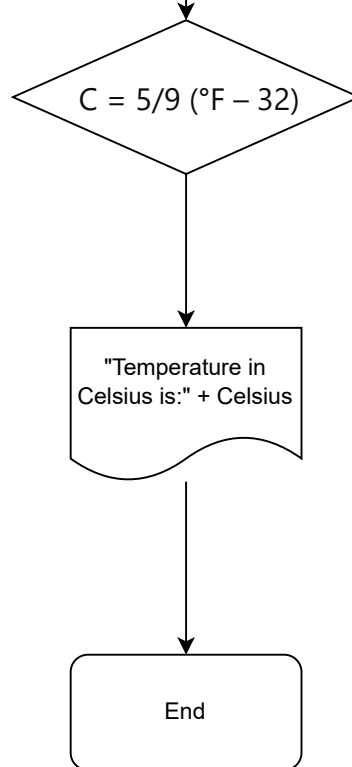 C = 5/9 (°F – 32)
"Temperature in
Celsius is:" + Celsius
End